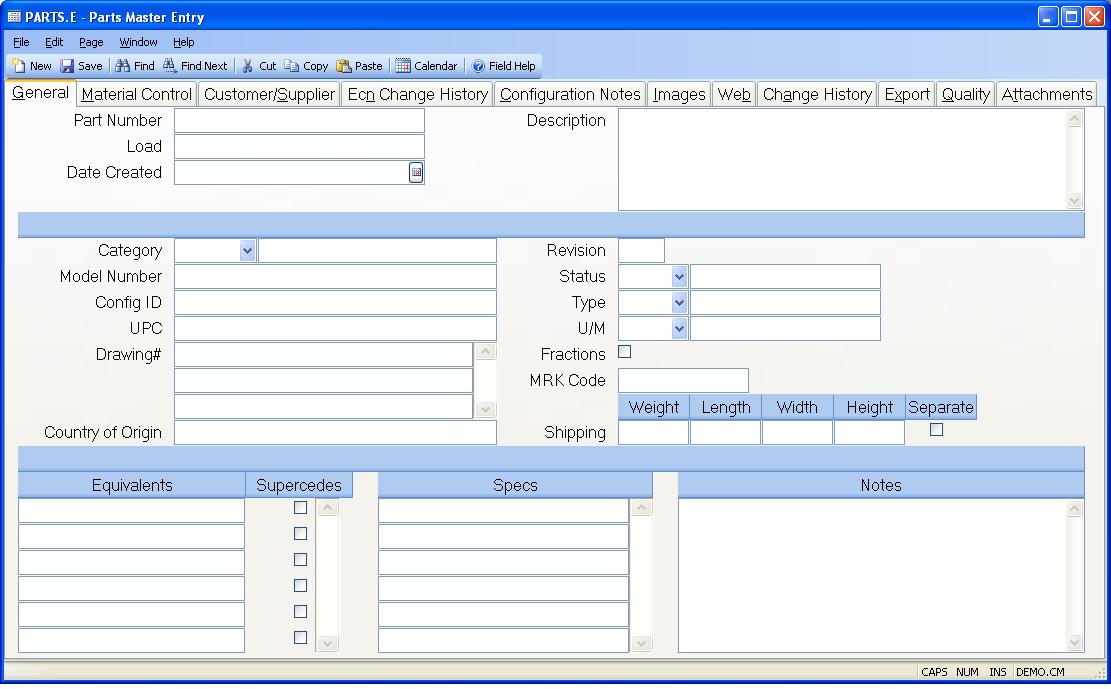 PARTS.E - Parts Master Entry
File Edit Page Window Help
New Save Find Find Next Cut Copy Paste Calendar Field Help
General Material Control Customer/Supplier Ecn Change History Configuration Notes Images Web Change History Export Quality Attachments
Part Number Description
Load
Date Created
Category Revision
Model Number Status
Config ID Type
UPC U/M
Drawing# Fractions
MRK Code
Weight Length Width Height Separate
Country of Origin Shipping
Equivalents Supercedes Specs Notes
CAPS NUM INS DEMO.CM